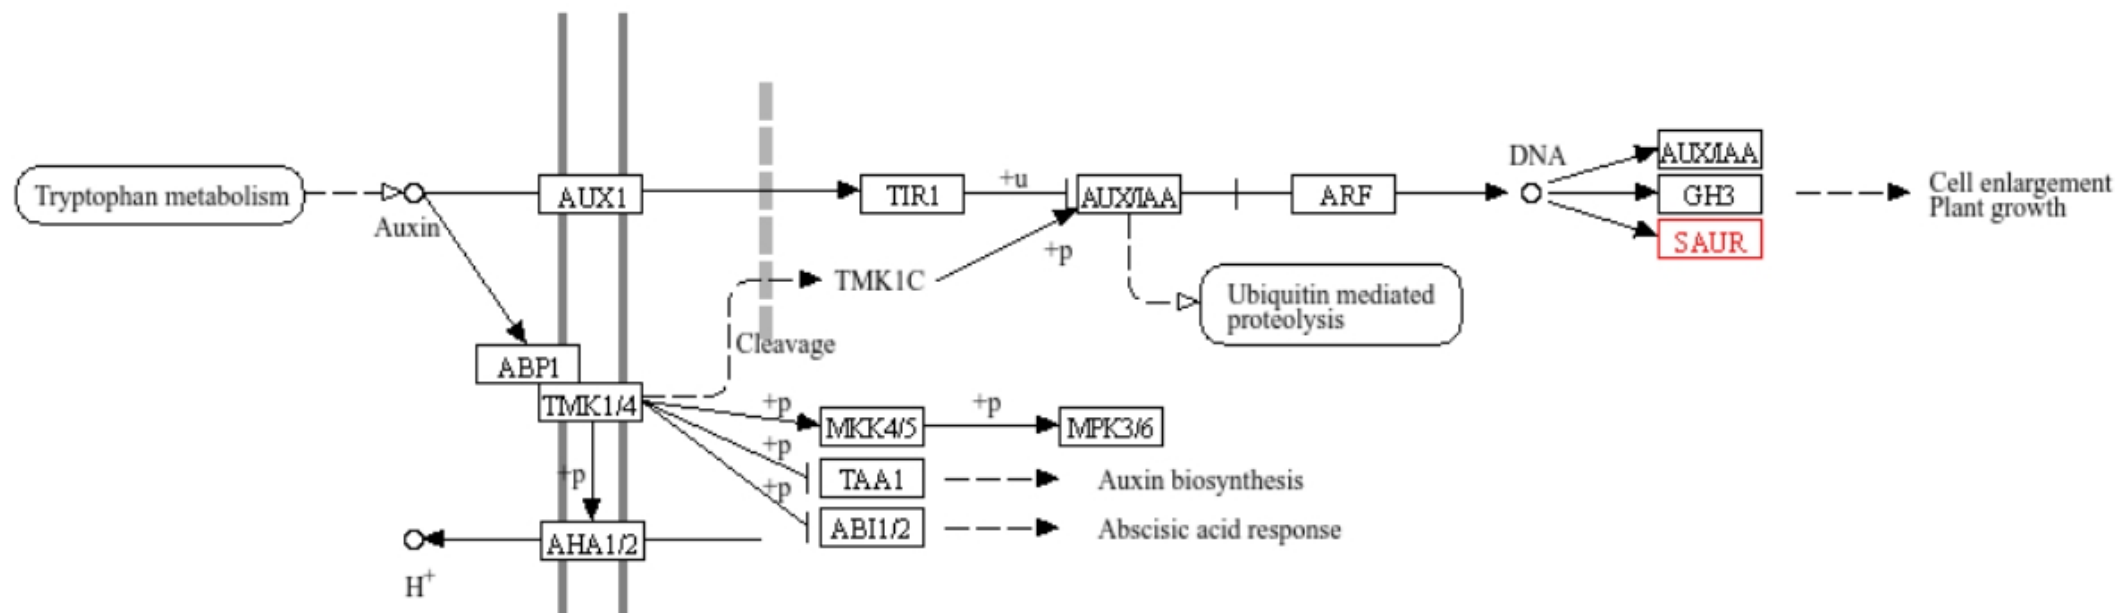 DNA
AUX/IAA
Tryptophan metabolism
Auxin
AUX1
TIR1
+u
AUX/IAA
ARF
GH3
Cell enlargement
Plant growth
SAUR
+p
TMK1C
Ubiquitin mediated
proteolysis
Cleavage
ABP1
TMK1/4
+p
MKK4/5
+p
MPK3/6
+p
TAA1
Auxin biosynthesis
+p
+p
ABI1/2
Abscisic acid response
AHA1/2
H+